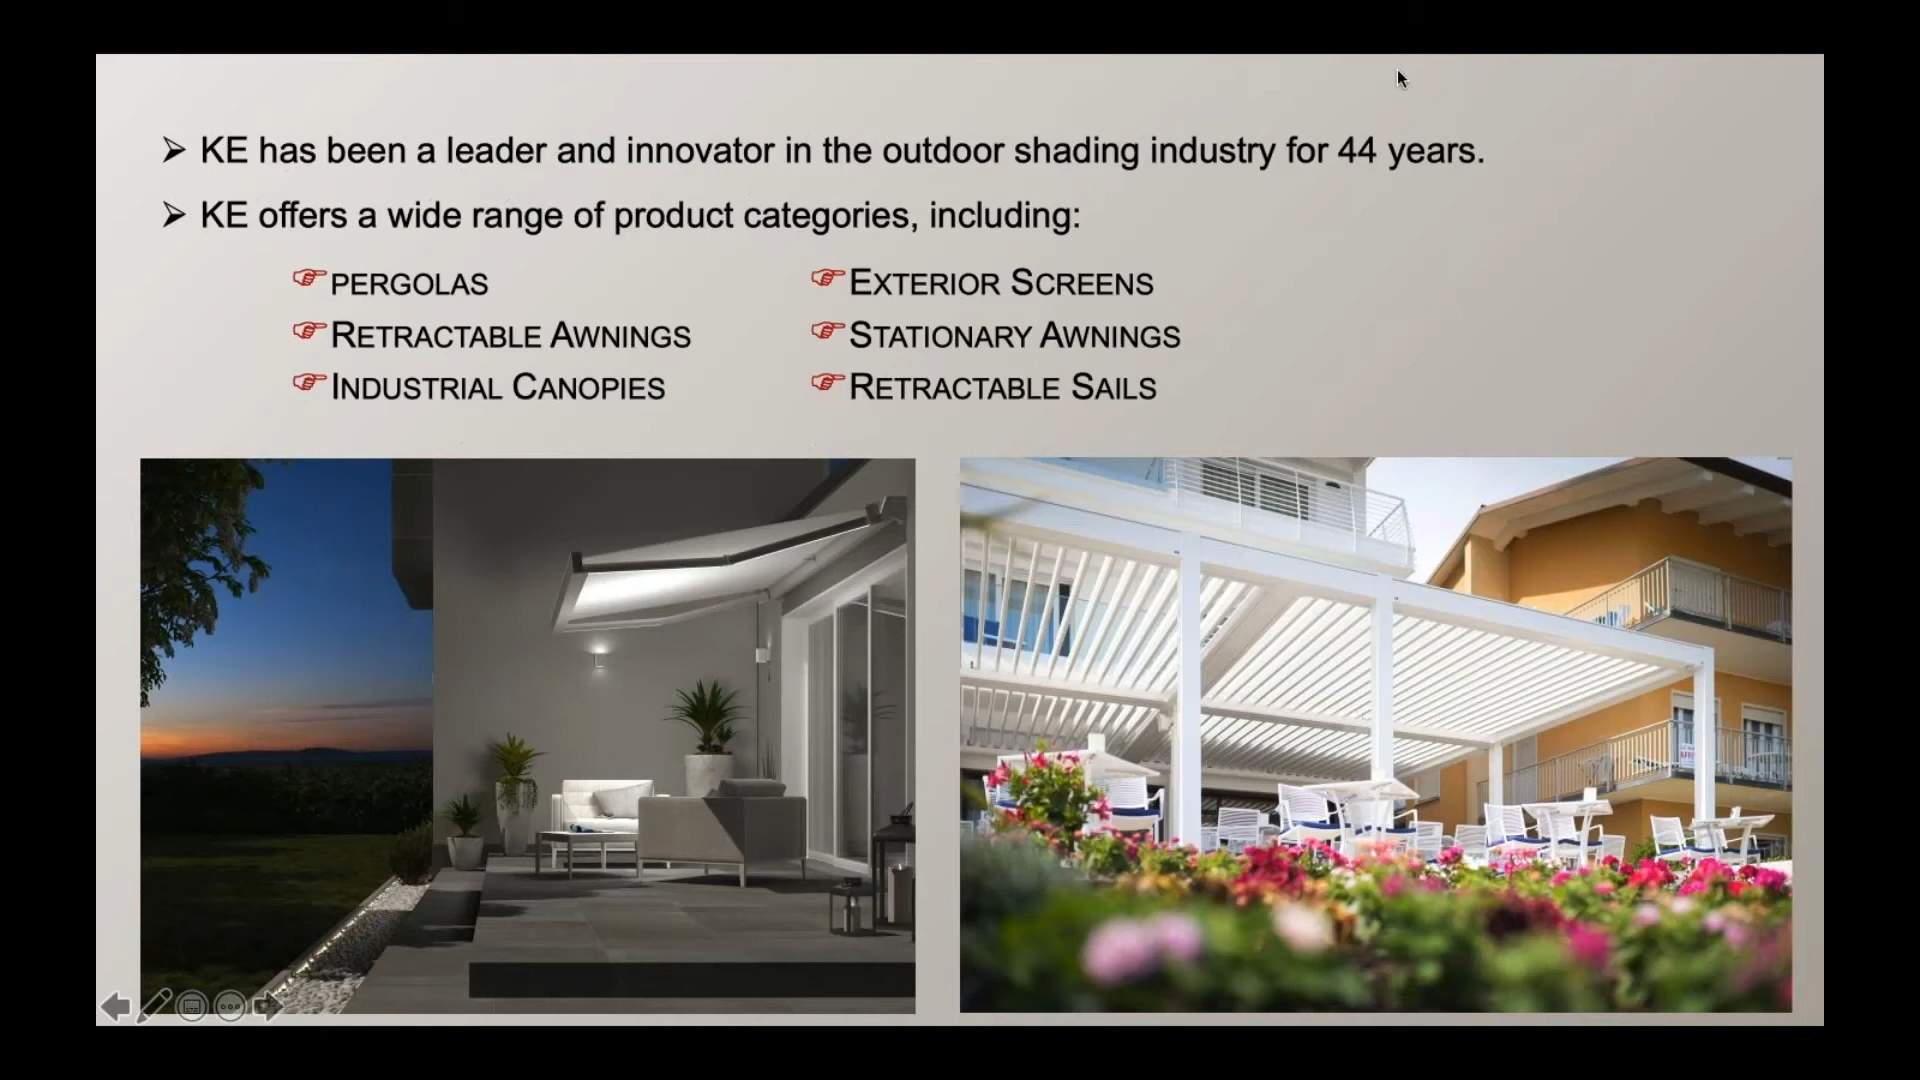 KE has been a leader and innovator in the outdoor shading industry for 44 years.
KE offers a wide range of product categories, including:
PERGOLAS
RETRACTABLE AWNINGS
INDUSTRIAL CANOPIES
EXTERIOR SCREENS
STATIONARY AWNINGS
RETRACTABLE SAILS